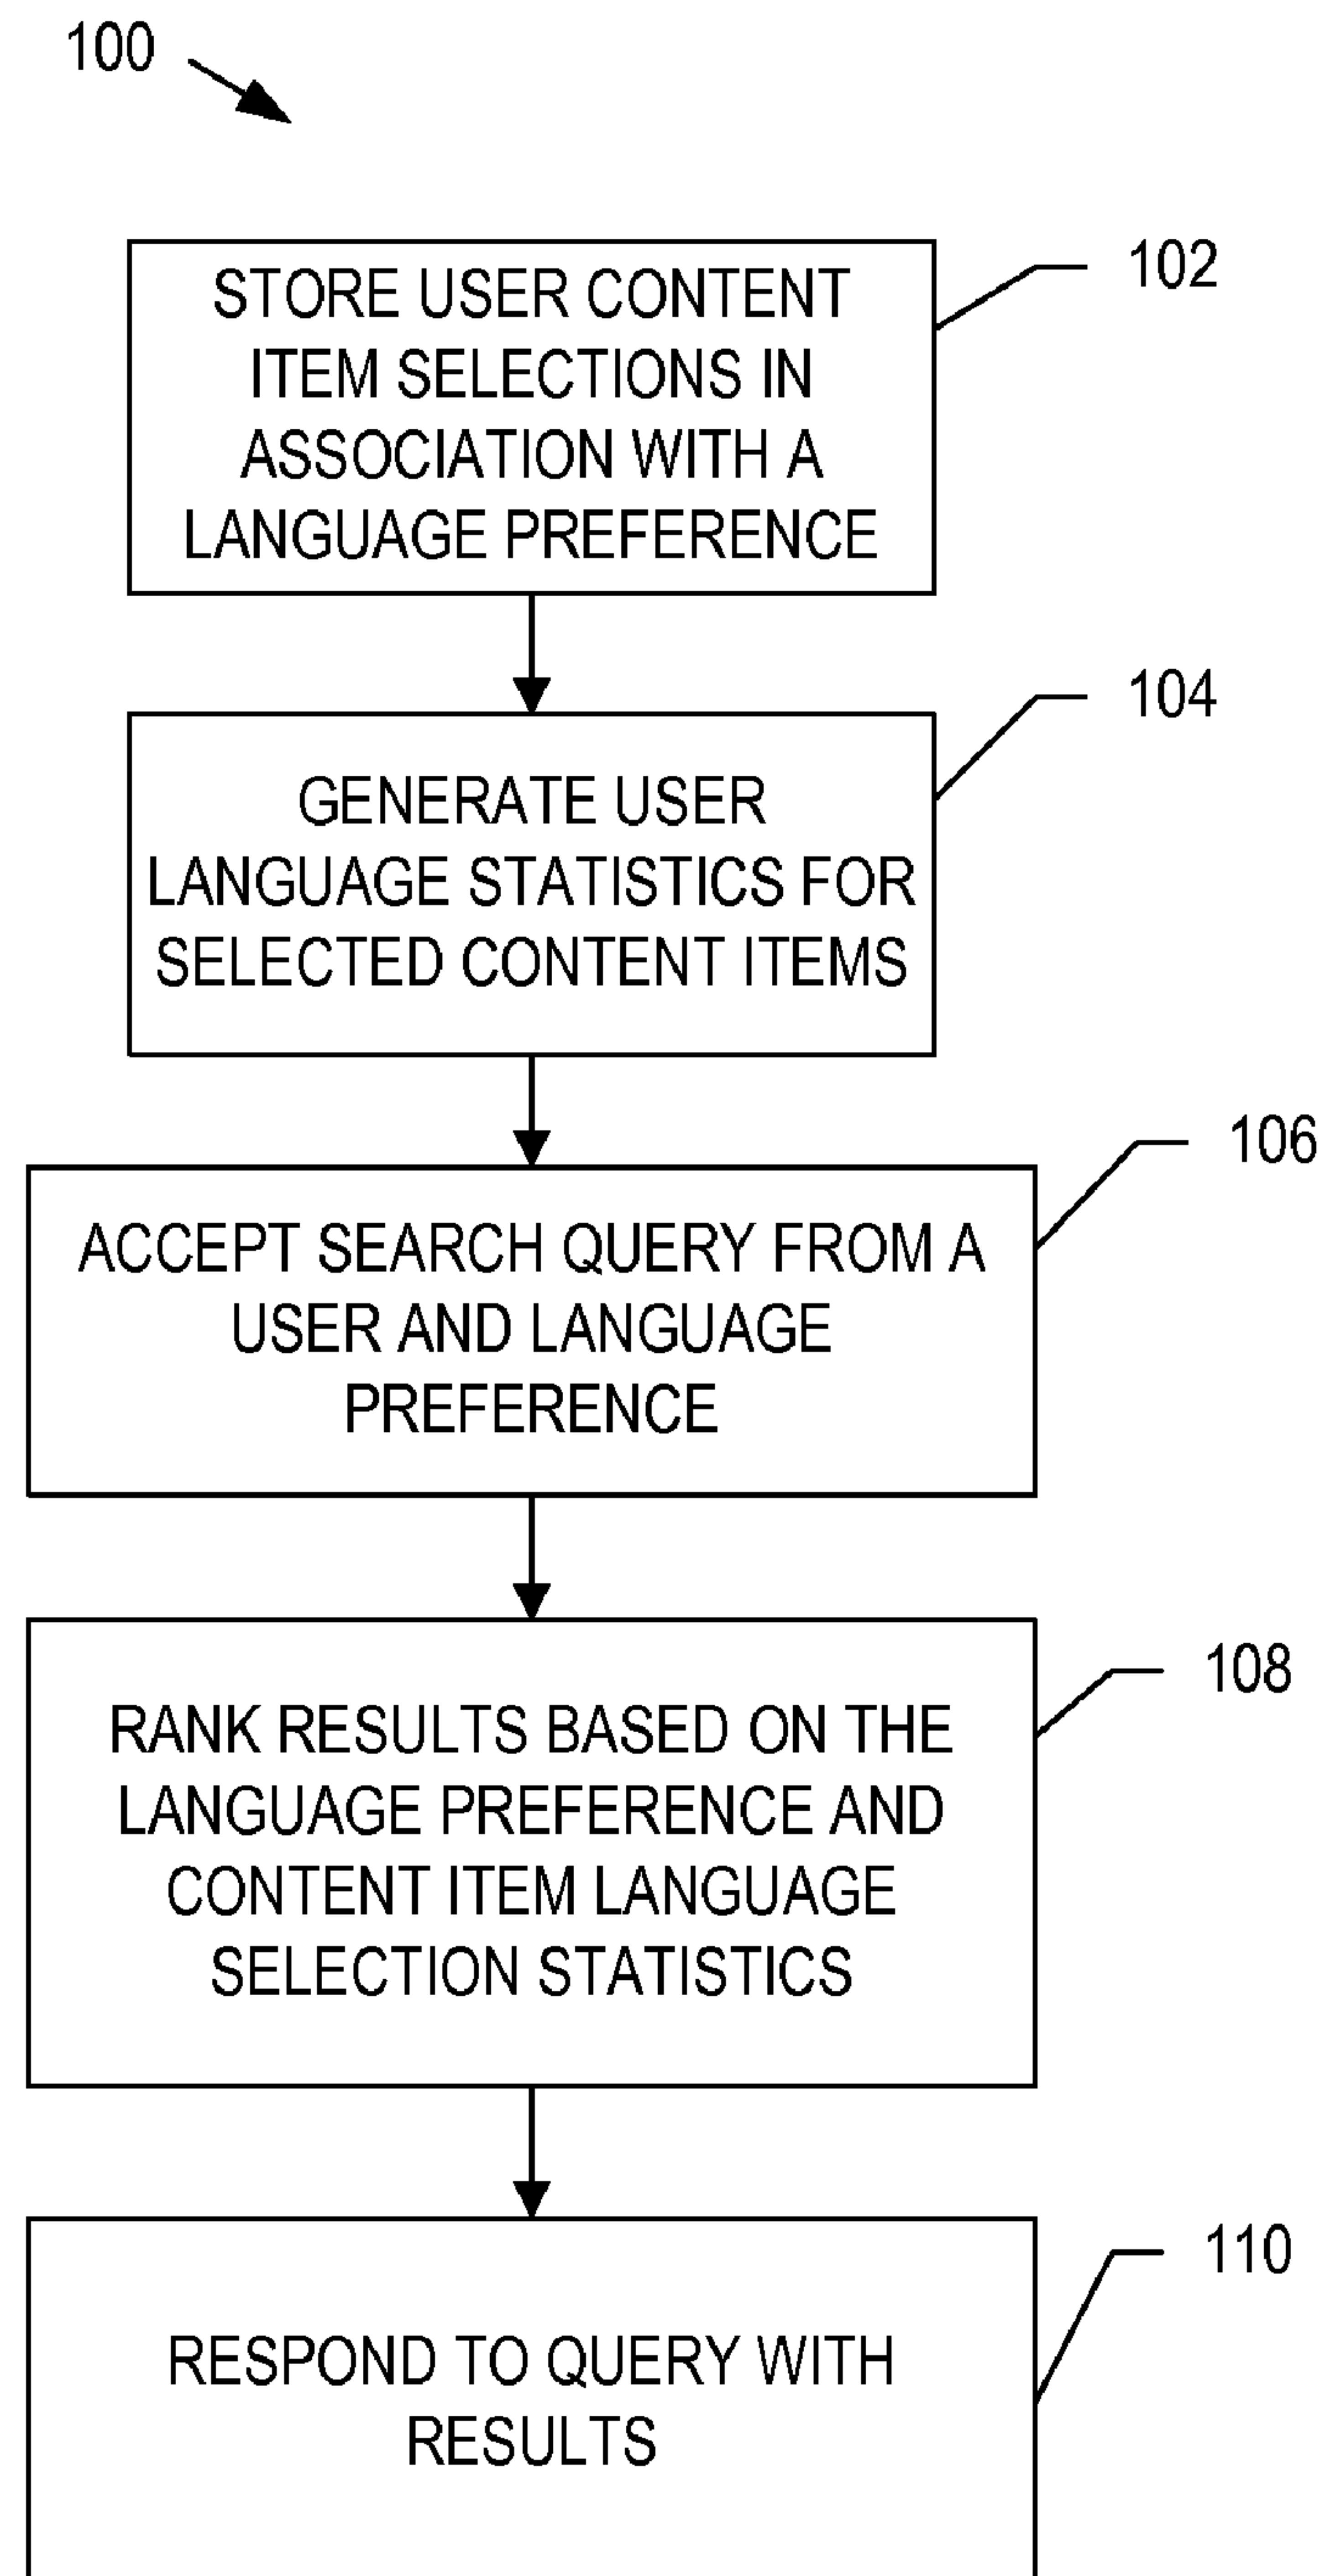 100
STORE USER CONTENT
ITEM SELECTIONS IN
ASSOCIATION WITH A
LANGUAGE PREFERENCE
102
GENERATE USER
LANGUAGE STATISTICS FOR
SELECTED CONTENT ITEMS
104
ACCEPT SEARCH QUERY FROM A
USER AND LANGUAGE
PREFERENCE
106
RANK RESULTS BASED ON THE
LANGUAGE PREFERENCE AND
CONTENT ITEM LANGUAGE
SELECTION STATISTICS
108
RESPOND TO QUERY WITH
RESULTS
110